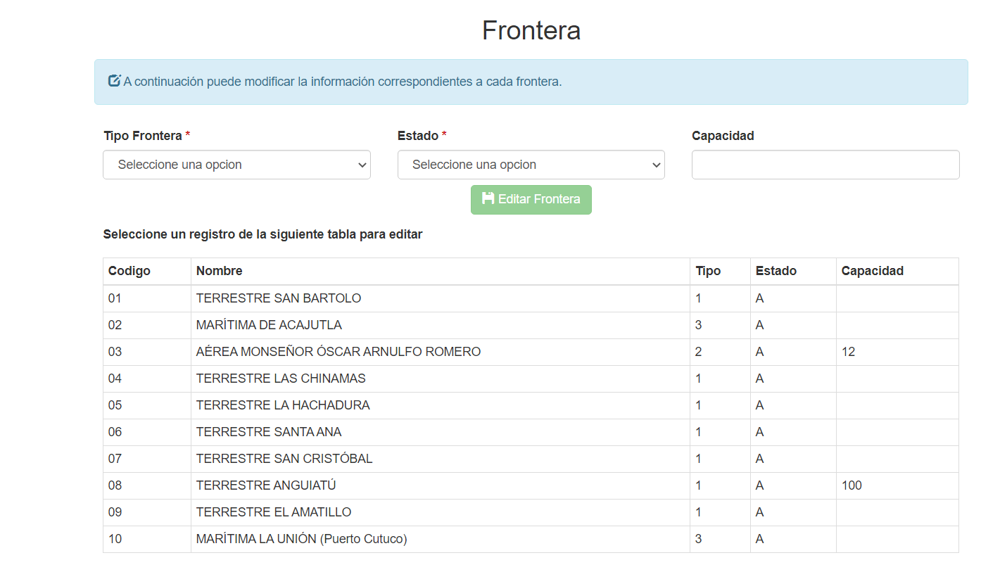 Frontera
A continuación puede modificar la información correspondientes a cada frontera.
Tipo Frontera * Estado * Capacidad
Seleccione una opcion Seleccione una opcion
Editar Frontera
Seleccione un registro de la siguiente tabla para editar
Codigo Nombre Tipo Estado Capacidad
01 TERRESTRE SAN BARTOLO 1 A
02 MARÍTIMA DE ACAJUTLA 3 A
03 AÉREA MONSEÑOR ÓSCAR ARNULFO ROMERO 2 A 12
04 TERRESTRE LAS CHINAMAS 1 A
05 TERRESTRE LA HACHADURA 1 A
06 TERRESTRE SANTA ANA 1 A
07 TERRESTRE SAN CRISTÓBAL 1 A
08 TERRESTRE ANGUIATÚ 1 A 100
09 TERRESTRE EL AMATILLO 1 A
10 MARÍTIMA LA UNIÓN (Puerto Cutuco) 3 A